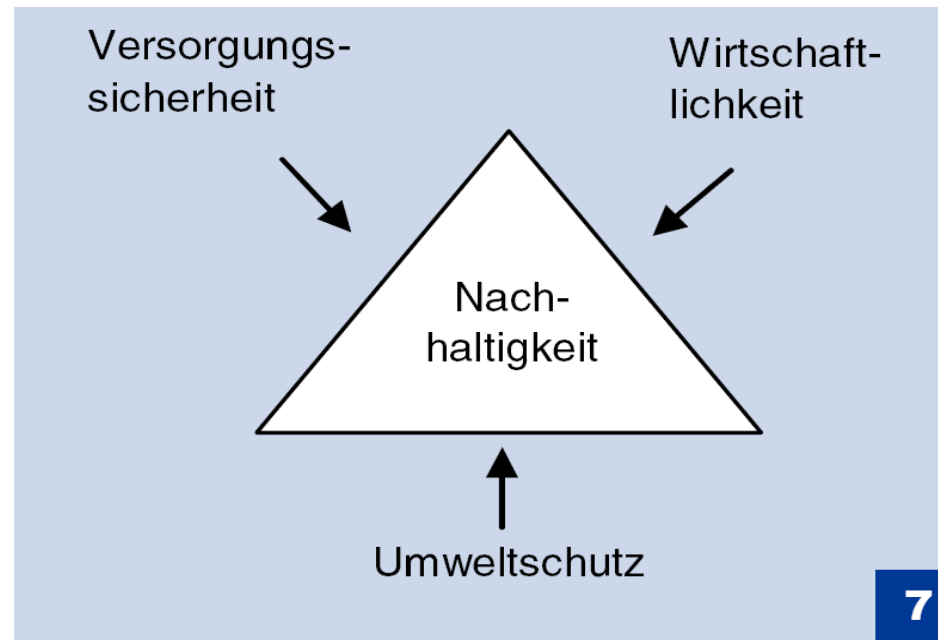 Versorgungs-
sicherheit
Wirtschaft-
lichkeit
Nach-
haltigkeit
Umweltschutz
7